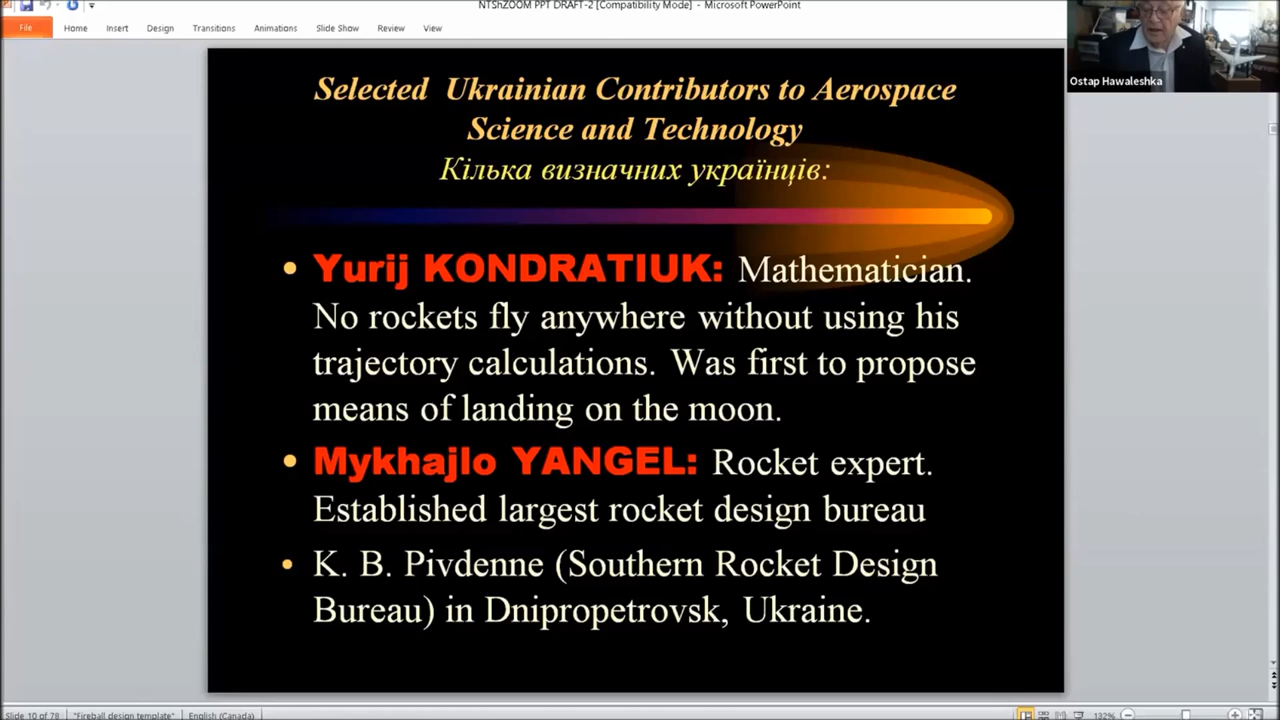 NTShZOOM PPT DRAFT-2 [Compatibility Mode] - Microsoft PowerPoint
File Home Insert Design Transitions Animations Slide Show Review View
Ostap Hawaleshka
Selected Ukrainian Contributors to Aerospace
Science and Technology
Кілька визначних українців:
• Yurij KONDRATIUK: Mathematician.
No rockets fly anywhere without using his
trajectory calculations. Was first to propose
means of landing on the moon.
• Mykhajlo YANGEL: Rocket expert.
Established largest rocket design bureau
• K. B. Pivdenne (Southern Rocket Design
Bureau) in Dnipropetrovsk, Ukraine.
Slide 10 of 78 "Fireball design template" English (Canada) 132%